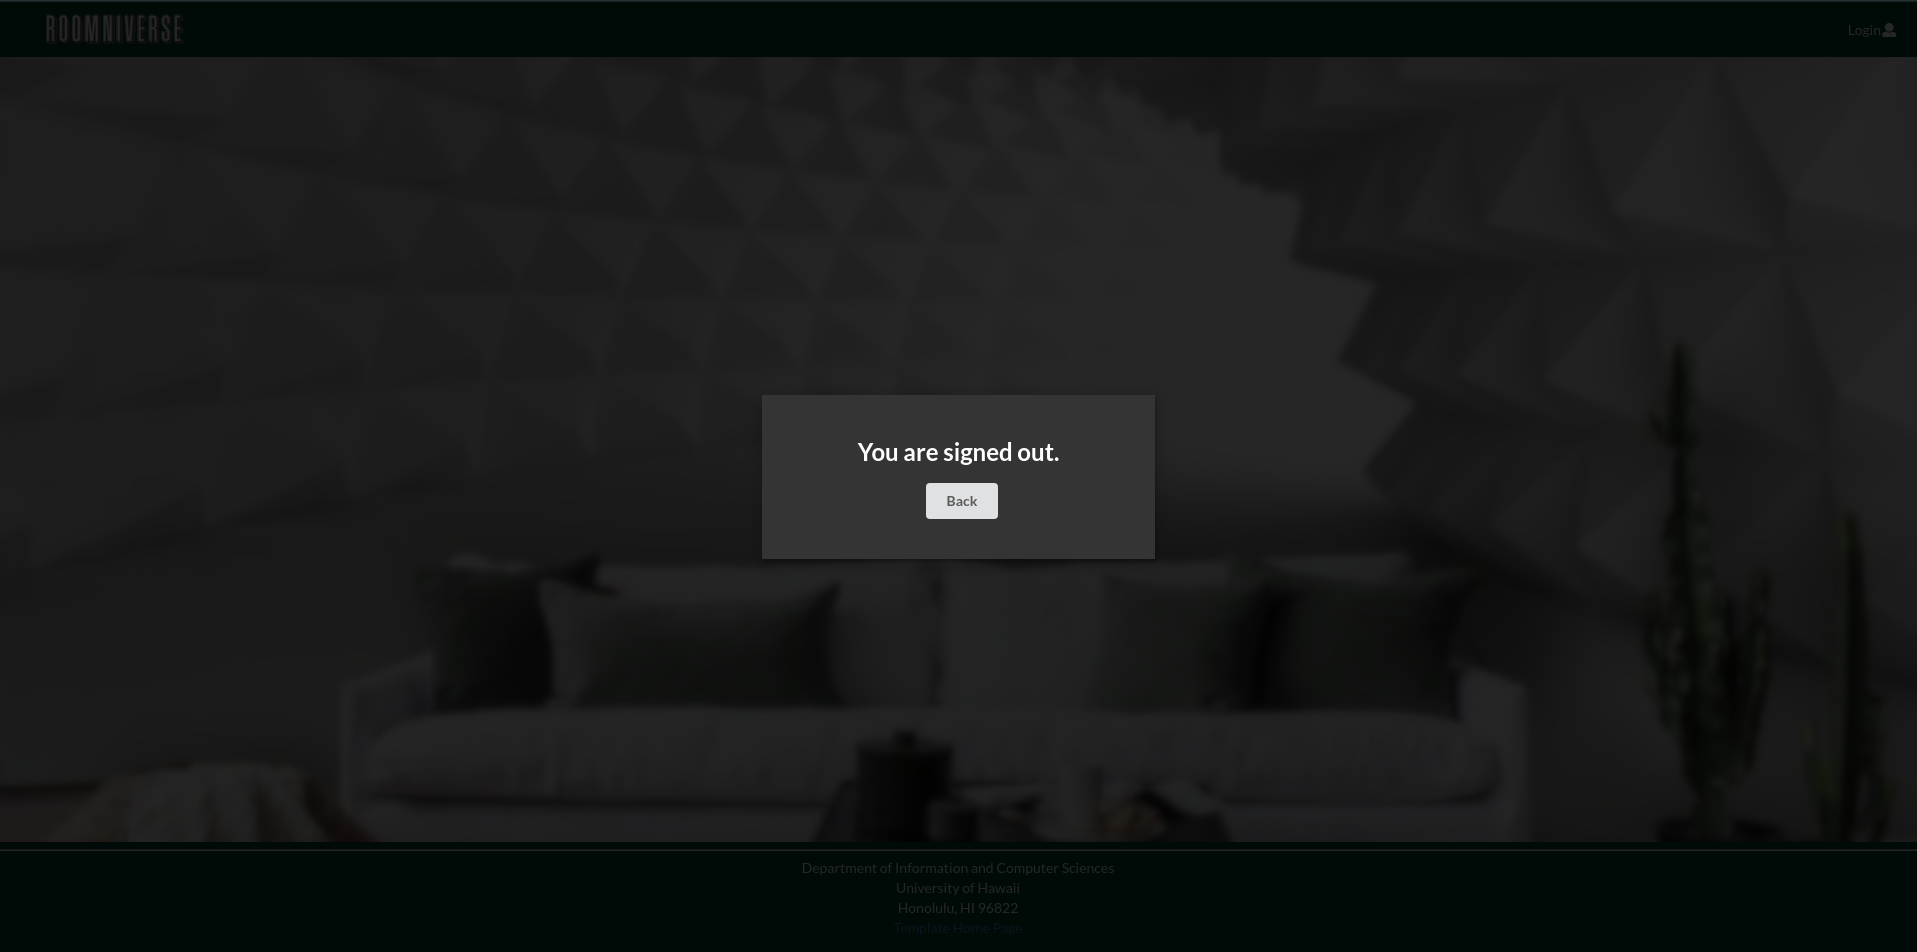 ROOMNIVERSE
Login
You are signed out.
Back
Department of Information and Computer Sciences
University of Hawaii
Honolulu, HI 96822
Template Home Page